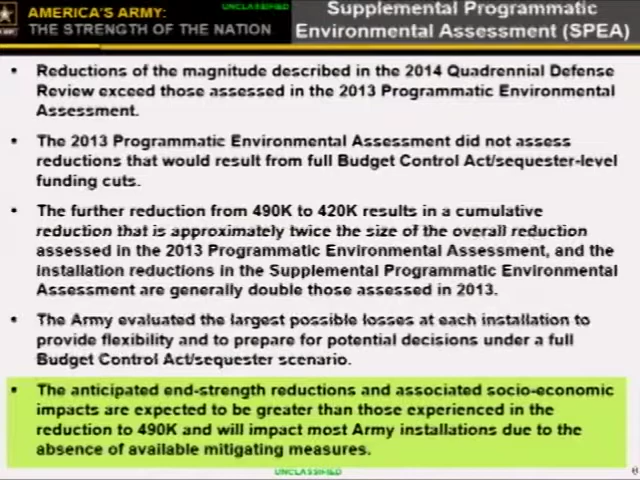 UNCLASSIFIED
AMERICA'S ARMY:
THE STRENGTH OF THE NATION
Supplemental Programmatic
Environmental Assessment (SPEA)
• Reductions of the magnitude described in the 2014 Quadrennial Defense
Review exceed those assessed in the 2013 Programmatic Environmental
Assessment.
• The 2013 Programmatic Environmental Assessment did not assess
reductions that would result from full Budget Control Act/sequester-level
funding cuts.
• The further reduction from 490K to 420K results in a cumulative
reduction that is approximately twice the size of the overall reduction
assessed in the 2013 Programmatic Environmental Assessment, and the
installation reductions in the Supplemental Programmatic Environmental
Assessment are generally double those assessed in 2013.
• The Army evaluated the largest possible losses at each installation to
provide flexibility and to prepare for potential decisions under a full
Budget Control Act/sequester scenario.
• The anticipated end-strength reductions and associated socio-economic
impacts are expected to be greater than those experienced in the
reduction to 490K and will impact most Army installations due to the
absence of available mitigating measures.
UNCLASSIFIED